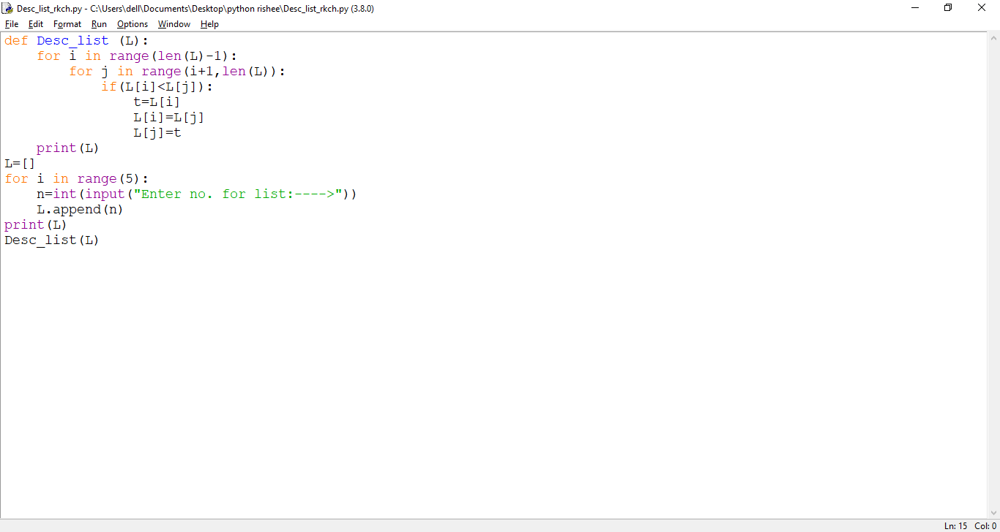 Desc_list_rkch.py - C:\Users\dell\Documents\Desktop\python rishee\Desc_list_rkch.py (3.8.0)
File Edit Format Run Options Window Help
def Desc_list (L):
    for i in range(len(L)-1):
        for j in range(i+1,len(L)):
            if(L[i]<L[j]):
                t=L[i]
                L[i]=L[j]
                L[j]=t
    print(L)
L=[]
for i in range(5):
    n=int(input("Enter no. for list:---->"))
    L.append(n)
print(L)
Desc_list(L)
Ln: 15 Col: 0